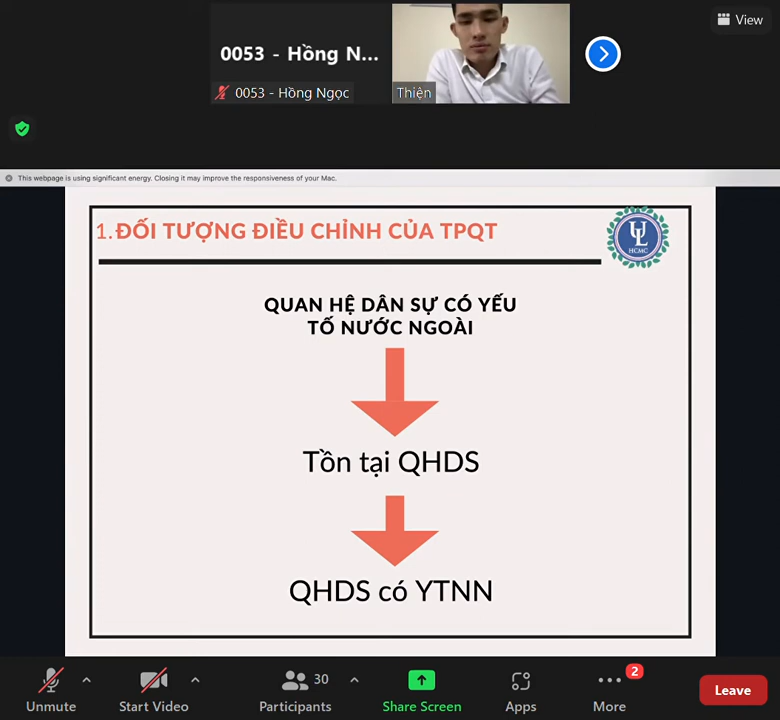 View
0053 - Hồng N...
0053 - Hồng Ngọc
Thiện
This webpage is using significant energy. Closing it may improve the responsiveness of your Mac.
1.ĐỐI TƯỢNG ĐIỀU CHỈNH CỦA TPQT
UL
HCMC
QUAN HỆ DÂN SỰ CÓ YẾU
TỐ NƯỚC NGOÀI
Tồn tại QHDS
QHDS có YTNN
30
2
Unmute
Start Video
Participants
Share Screen
Apps
More
Leave